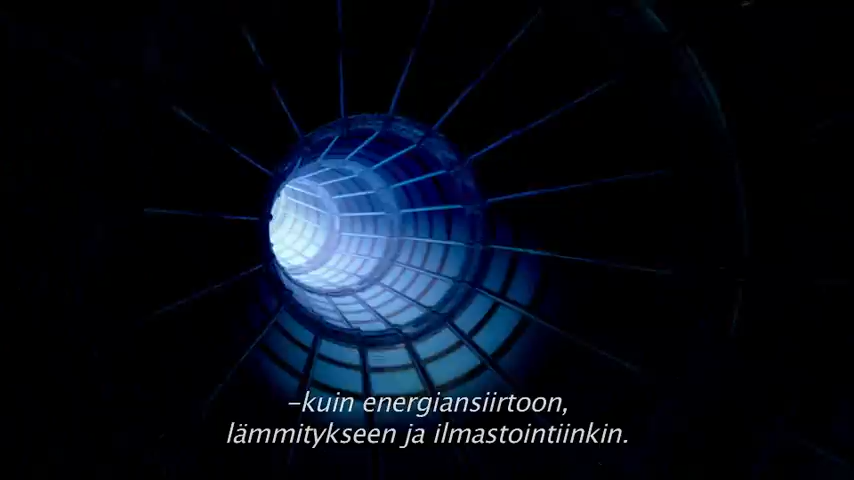 –kuin energiansiirtoon,
lämmitykseen ja ilmastointiinkin.